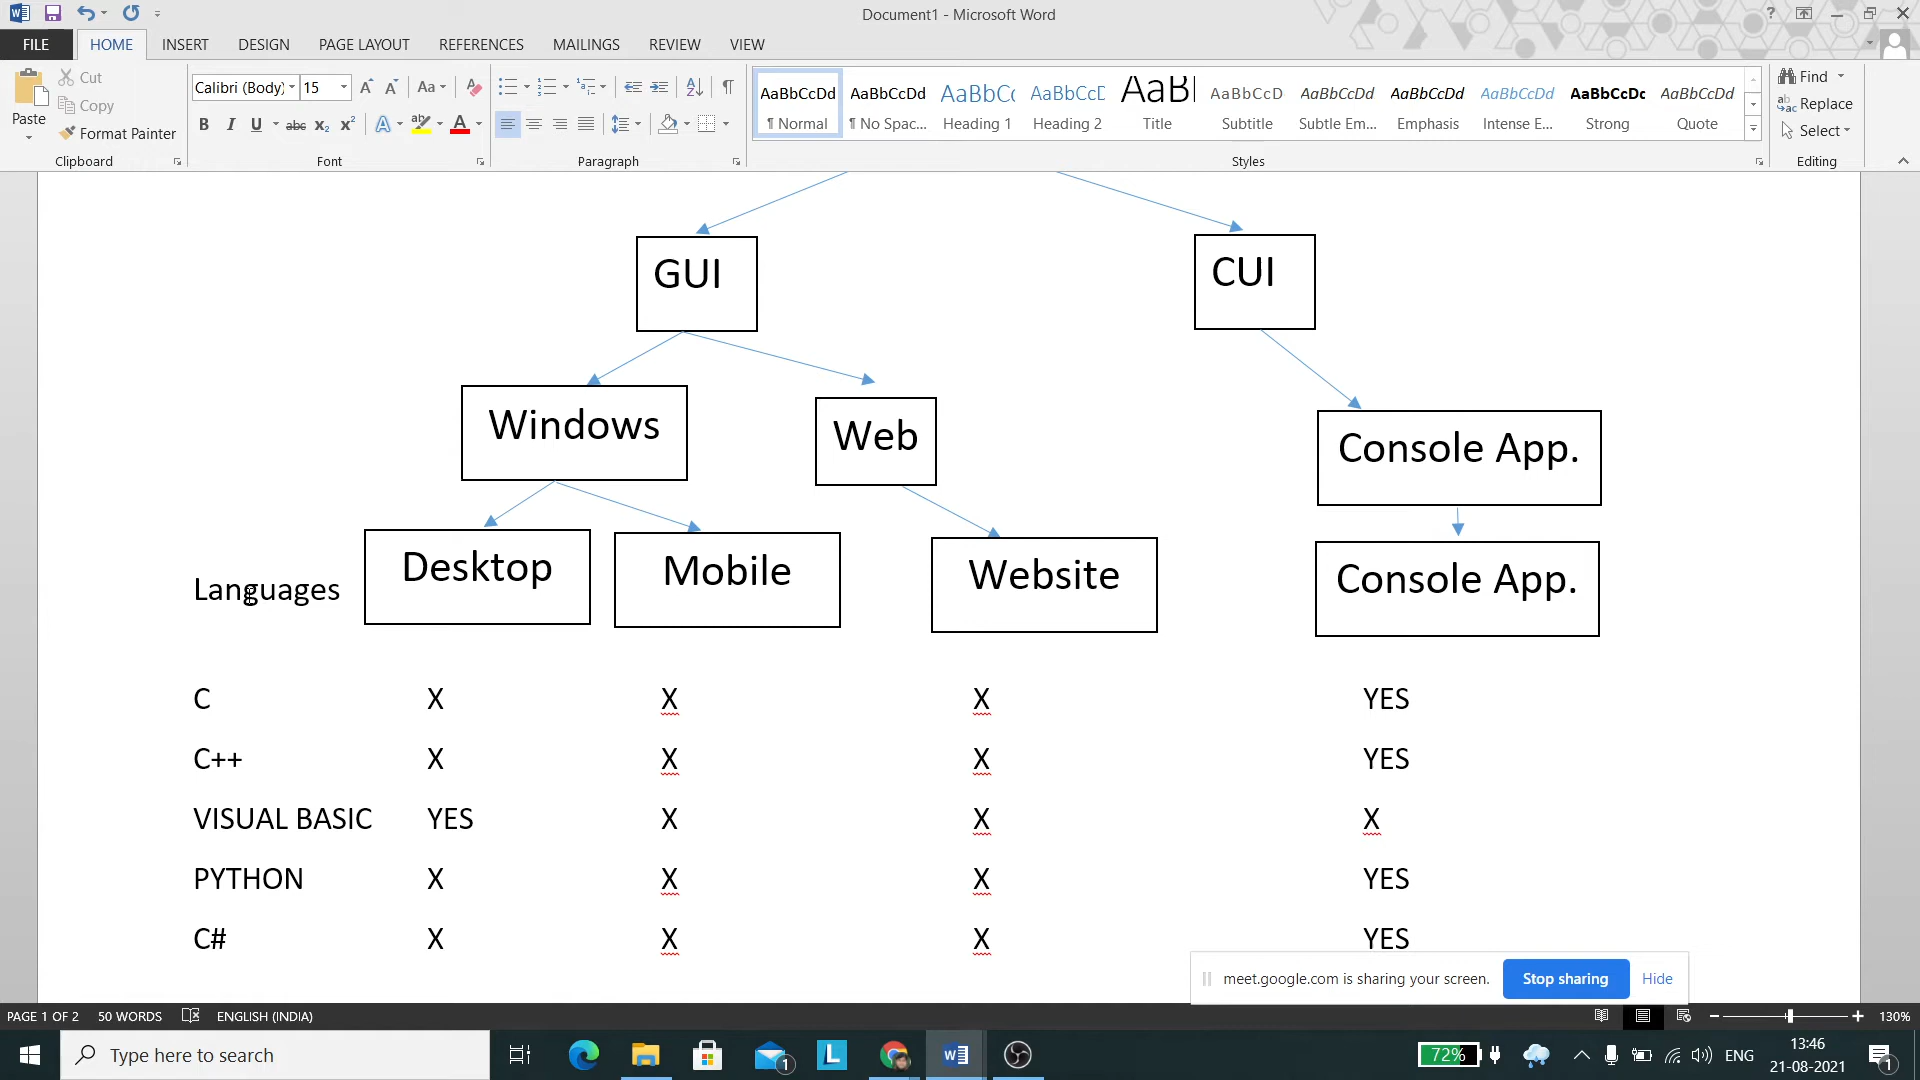 Document1 - Microsoft Word
FILE HOME INSERT DESIGN PAGE LAYOUT REFERENCES MAILINGS REVIEW VIEW
Paste
Cut
Copy
Format Painter
Clipboard
Calibri (Body) 15
Font
Paragraph
AaBbCcDd AaBbCcDd AaBbC AaBbCcD AaB AaBbCcD AaBbCcDd AaBbCcDd AaBbCcDd AaBbCcDc AaBbCcDd
¶ Normal ¶ No Spac... Heading 1 Heading 2 Title Subtitle Subtle Em... Emphasis Intense E... Strong Quote
Styles
Find
Replace
Select
Editing
GUI CUI
Windows Web Console App.
Languages Desktop Mobile Website Console App.
C X X X YES
C++ X X X YES
VISUAL BASIC YES X X X
PYTHON X X X YES
C# X X X YES
meet.google.com is sharing your screen. Stop sharing Hide
PAGE 1 OF 2 50 WORDS ENGLISH (INDIA) 130%
Type here to search
1
L
72%
ENG
13:46
21-08-2021
1